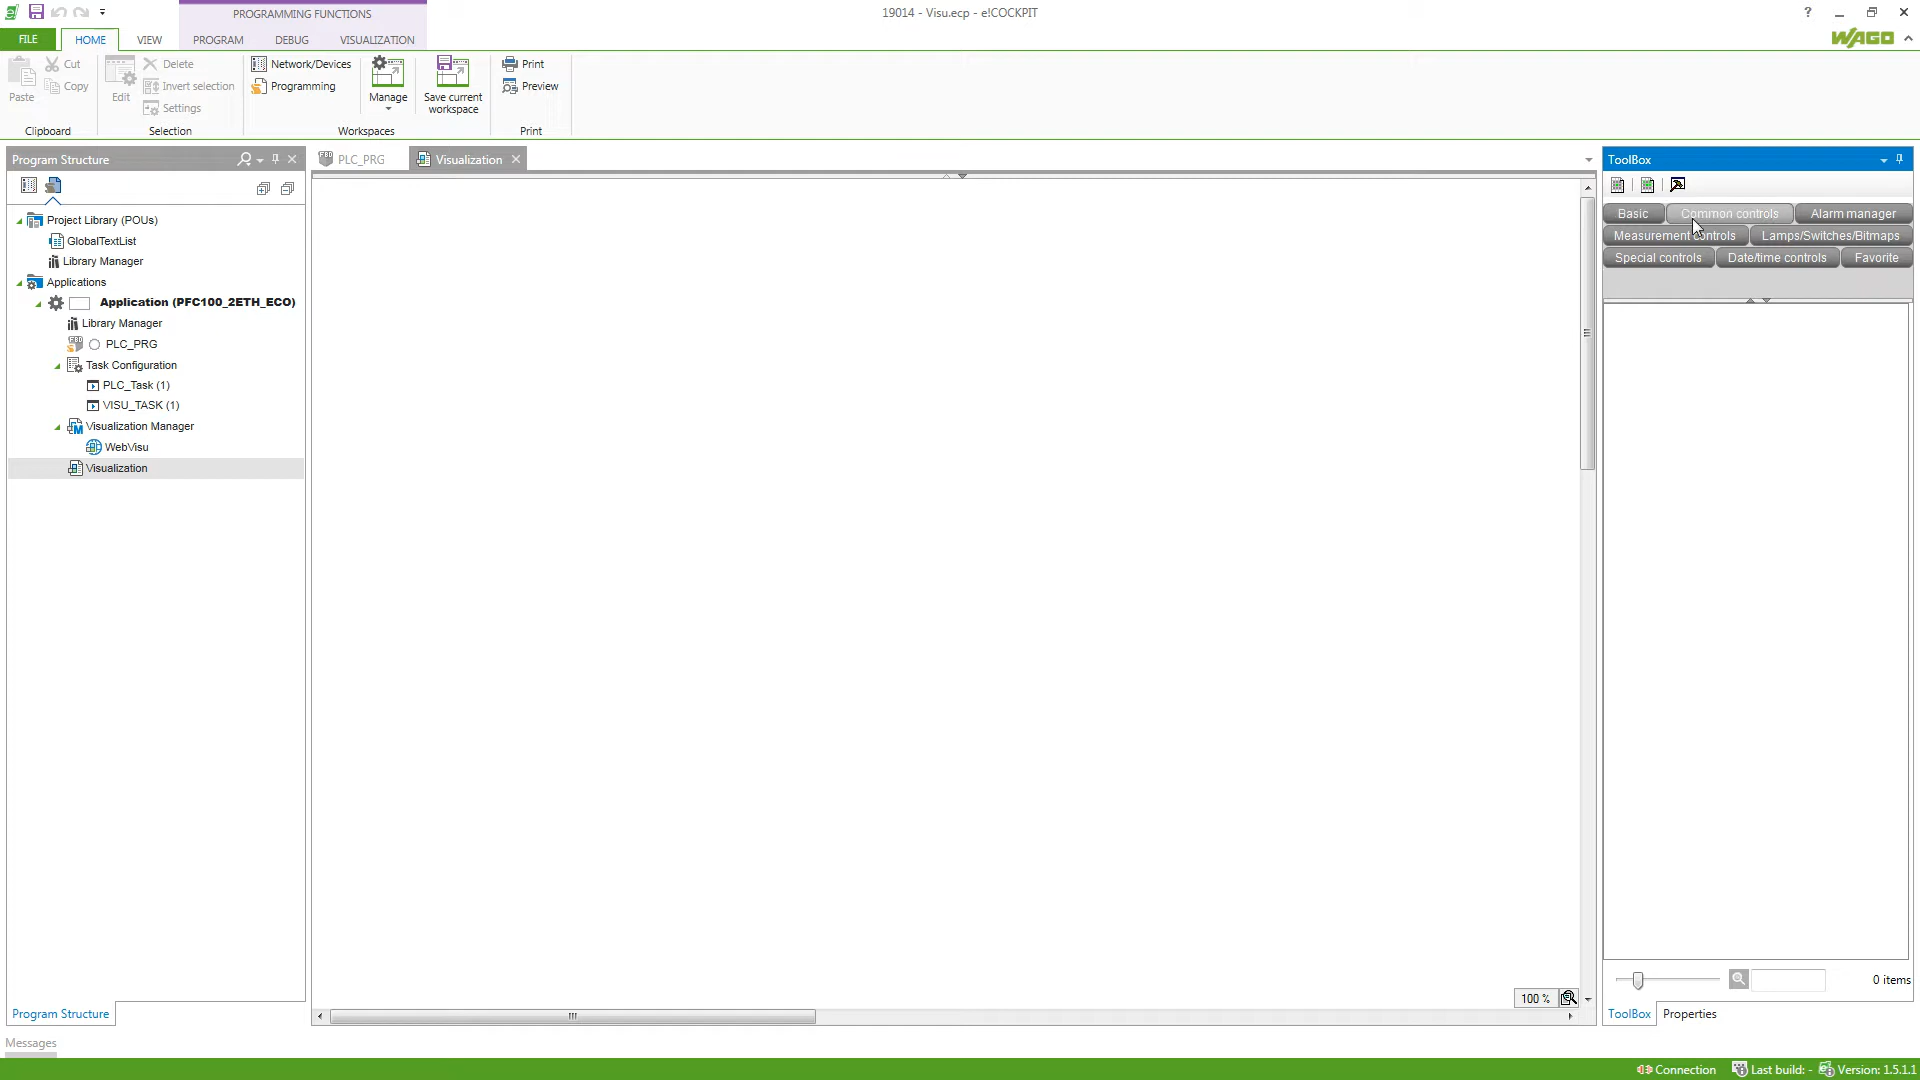 PROGRAMMING FUNCTIONS
19014 - Visu.ecp - e!COCKPIT
?
FILE
HOME
VIEW
PROGRAM
DEBUG
VISUALIZATION
WAGO
Paste
Cut
Copy
Clipboard
Edit
Delete
Invert selection
Settings
Selection
Network/Devices
Programming
Manage
Save current
workspace
Workspaces
Print
Preview
Print
Program Structure
PLC_PRG
Visualization
ToolBox
Project Library (POUs)
GlobalTextList
Library Manager
Applications
Application (PFC100_2ETH_ECO)
Library Manager
PLC_PRG
Task Configuration
PLC_Task (1)
VISU_TASK (1)
Visualization Manager
WebVisu
Visualization
Basic
Common controls
Alarm manager
Measurement controls
Lamps/Switches/Bitmaps
Special controls
Date/time controls
Favorite
0 items
100 %
Program Structure
ToolBox
Properties
Messages
Connection
Last build: -
Version: 1.5.1.1